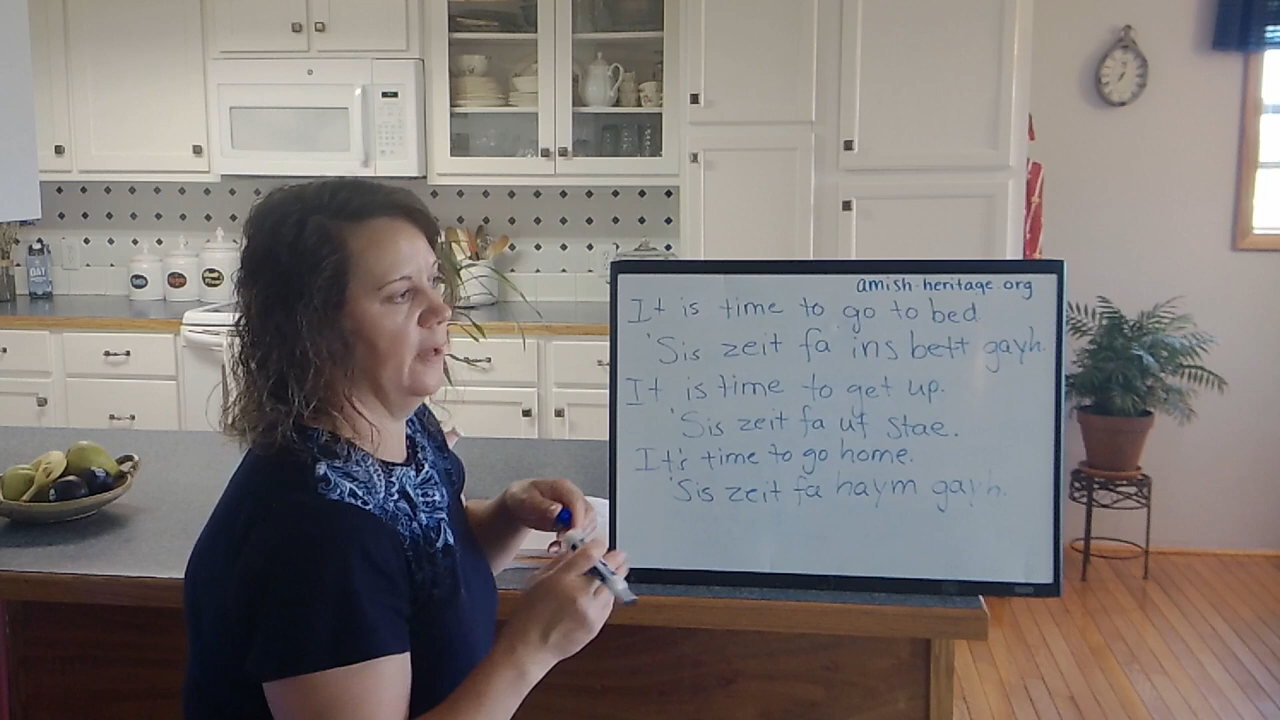 amish-heritage.org
It is time to go to bed
'Sis zeit fa ins bett gayh.
It is time to get up.
'Sis zeit fa uf stae.
It's time to go home.
'Sis zeit fa haym gayh.
OAT